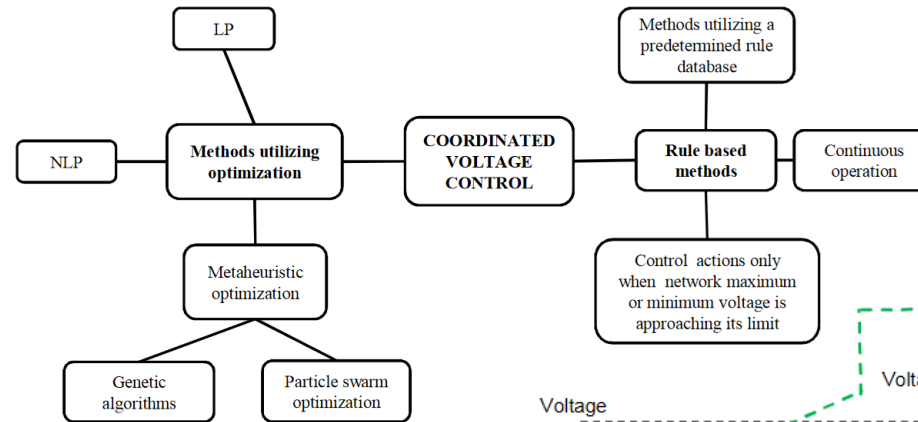 LP
Methods utilizing a
predetermined rule
database
NLP
Methods utilizing
optimization
COORDINATED
VOLTAGE
CONTROL
Rule based
methods
Continuous
operation
Metaheuristic
optimization
Control actions only
when network maximum
or minimum voltage is
approaching its limit
Genetic
algorithms
Particle swarm
optimization
Voltage